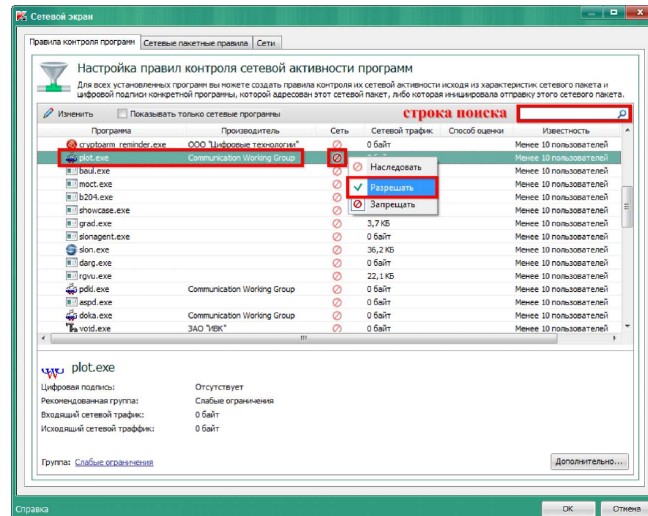 Сетевой экран
Правила контроля программ Сетевые пакетные правила Сети
Настройка правил контроля сетевой активности программ
Для всех установленных программ вы можете создать правила контроля их сетевой активности исходя из характеристик сетевого пакета и
цифровой подписи конкретной программы, которой адресован этот сетевой пакет, либо которая инициировала отправку этого сетевого пакета.
Изменить Показывать только сетевые программы строка поиска
Программа Производитель Сеть Сетевой трафик Способ оценки Известность
cryptoarm_reminder.exe ООО "Цифровые технологии" 0 байт Менее 10 пользователей
plot.exe Communication Working Group Менее 10 пользователей
baul.exe Наследовать Менее 10 пользователей
moct.exe Разрешать Менее 10 пользователей
b204.exe Менее 10 пользователей
showcase.exe Запрещать Менее 10 пользователей
grad.exe 3,7 КБ Менее 10 пользователей
slonagent.exe 0 байт Менее 10 пользователей
slon.exe 36,2 КБ Менее 10 пользователей
darg.exe 0 байт Менее 10 пользователей
rgvu.exe 22,1 КБ Менее 10 пользователей
pdki.exe Communication Working Group 0 байт Менее 10 пользователей
aspd.exe 0 байт Менее 10 пользователей
doka.exe Communication Working Group 0 байт Менее 10 пользователей
void.exe ЗАО "ИВК" 0 байт Менее 10 пользователей
plot.exe
Цифровая подпись: Отсутствует
Рекомендованная группа: Слабые ограничения
Входящий сетевой трафик: 0 байт
Исходящий сетевой траффик: 0 байт
Группа: Слабые ограничения Дополнительно...
Справка ОК Отмена